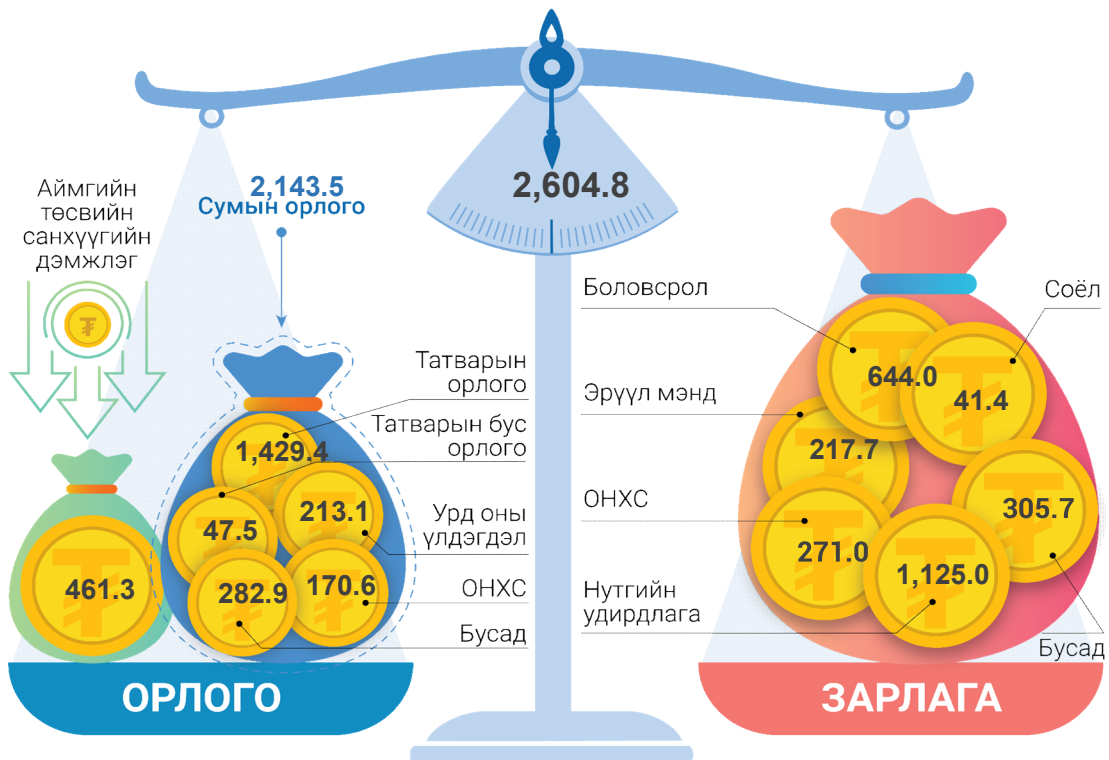 2,604.8
2,143.5
Сумын орлого
Аймгийн
төсвийн
санхүүгийн
дэмжлэг
461.3
Татварын
орлого
1,429.4
Татварын бус
орлого
47.5
Урд оны
үлдэгдэл
213.1
ОНХС
170.6
Бусад
282.9
ОРЛОГО
Боловсрол
644.0
Соёл
41.4
Эрүүл мэнд
217.7
ОНХС
271.0
305.7
Нутгийн
удирдлага
1,125.0
Бусад
ЗАРЛАГА